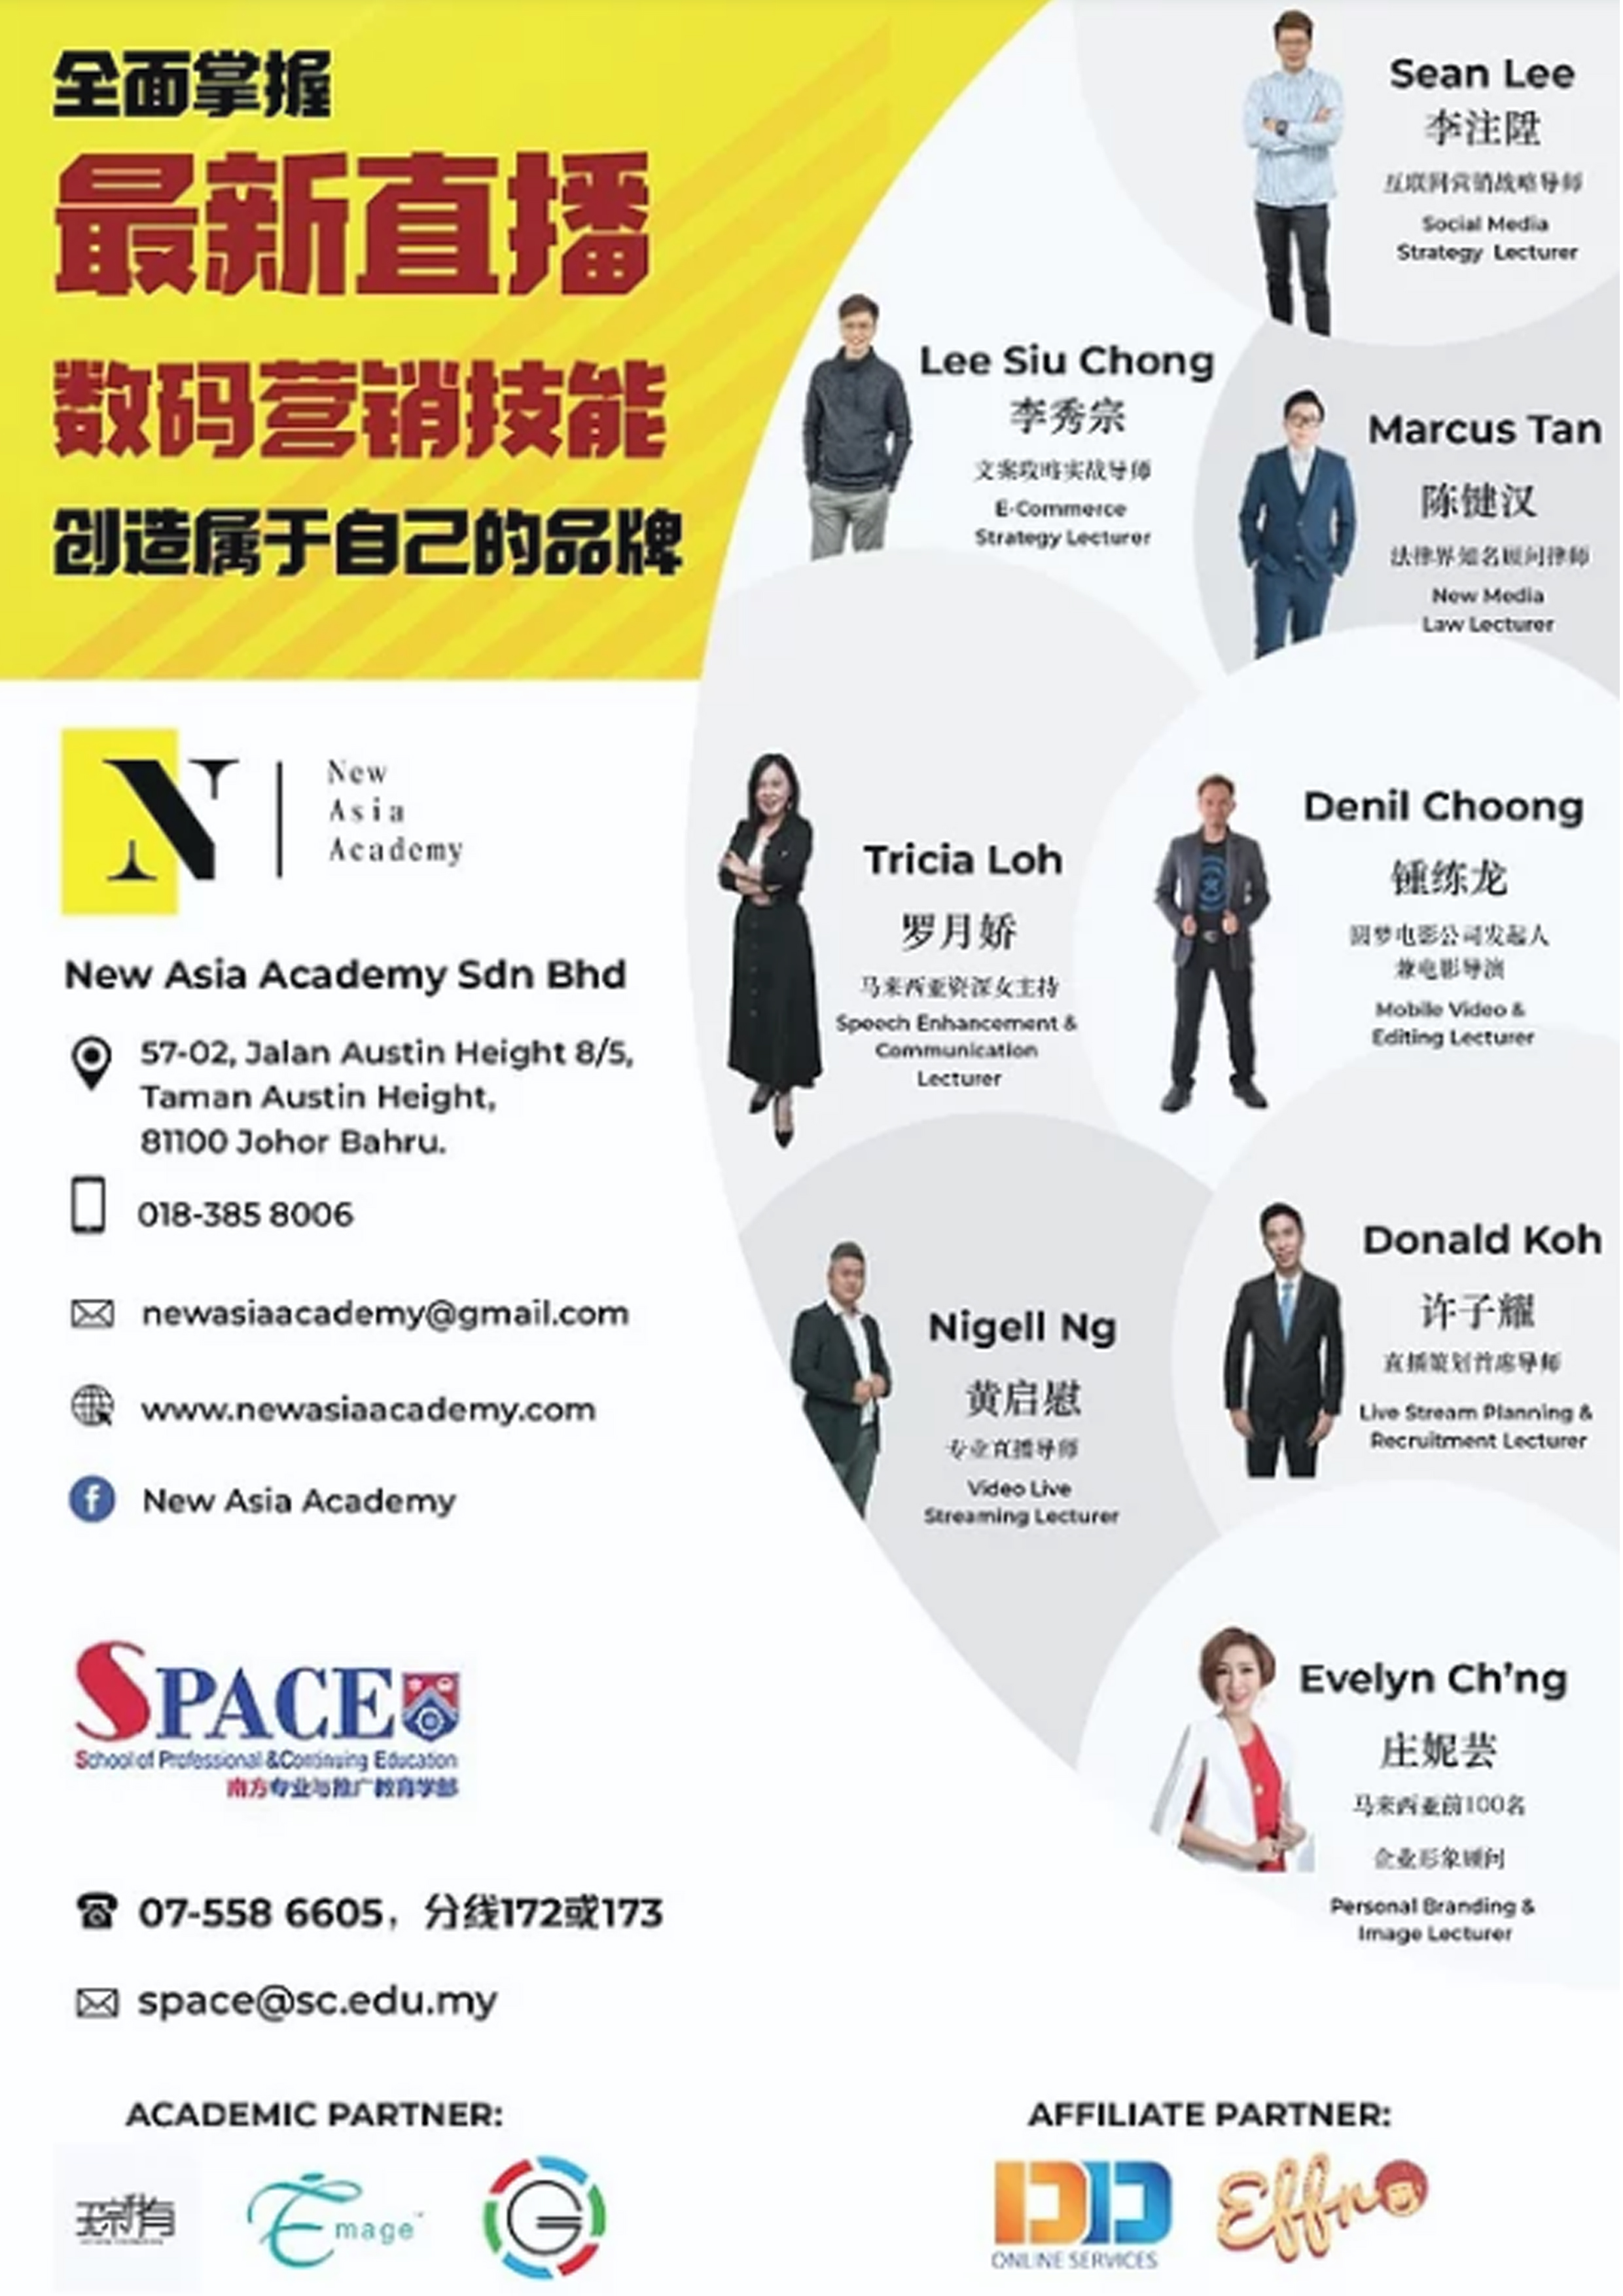 全面掌握
最新直播
数码营销技能
创造属于自己的品牌
Sean Lee
李注陞
互联网营销战略导师
Social Media
Strategy Lecturer
Lee Siu Chong
李秀宗
文案攻略实战导师
E-Commerce
Strategy Lecturer
Marcus Tan
陈健汉
法律界知名顾问律师
New Media
Law Lecturer
Tricia Loh
罗月娇
马来西亚资深女主持
Speech Enhancement &
Communication
Lecturer
Denil Choong
锺练龙
圆梦电影公司发起人
兼电影导演
Mobile Video &
Editing Lecturer
Nigell Ng
黄启慰
专业直播导师
Video Live
Streaming Lecturer
Donald Koh
许子耀
直播策划首席导师
Live Stream Planning &
Recruitment Lecturer
Evelyn Ch'ng
庄妮芸
马来西亚前100名
企业形象顾问
Personal Branding &
Image Lecturer
N
New
Asia
Academy
New Asia Academy Sdn Bhd
57-02, Jalan Austin Height 8/5,
Taman Austin Height,
81100 Johor Bahru.
018-385 8006
newasiaacademy@gmail.com
www.newasiaacademy.com
f New Asia Academy
SPACE
School of Professional &Continuing Education
南方专业与推广教育学部
07-558 6605，分线172或173
space@sc.edu.my
ACADEMIC PARTNER:
Emage
G
AFFILIATE PARTNER:
DD
ONLINE SERVICES
Effno